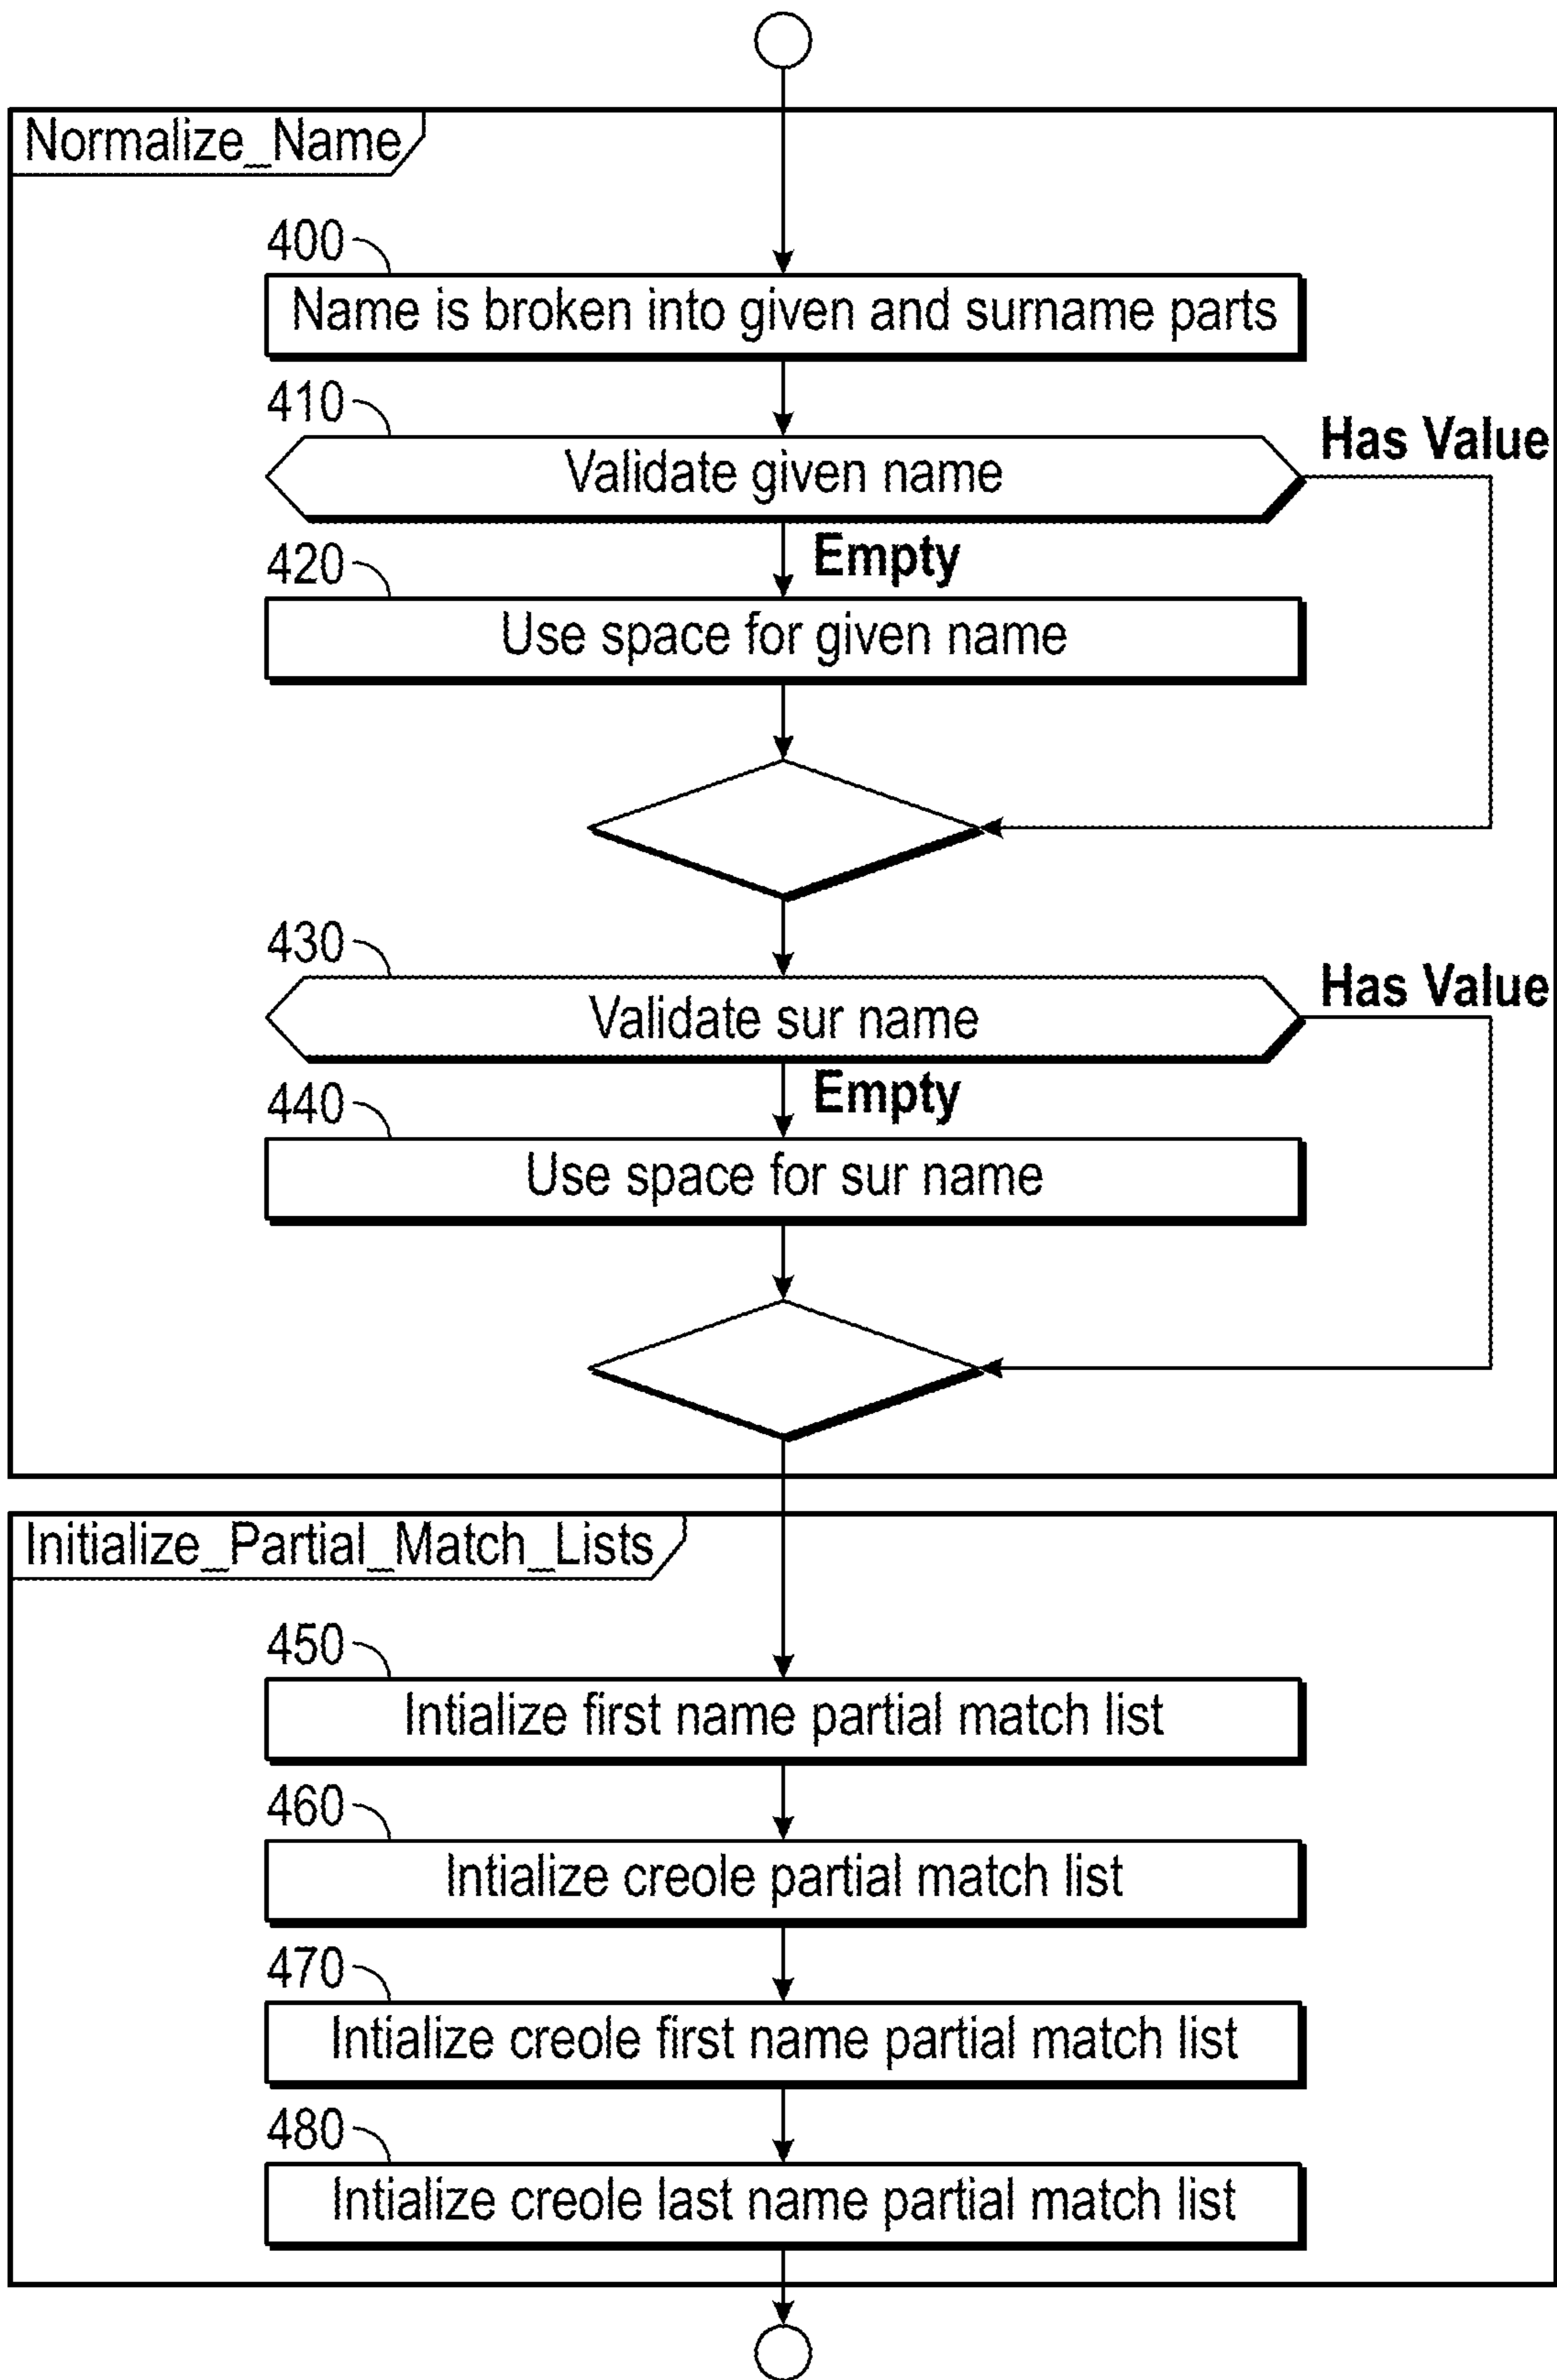 Normalize_Name
400
Name is broken into given and surname parts
410
Has Value
Validate given name
Empty
420
Use space for given name
430
Has Value
Validate sur name
Empty
440
Use space for sur name
Initialize_Partial_Match_Lists
450
Intialize first name partial match list
460
Intialize creole partial match list
470
Intialize creole first name partial match list
480
Intialize creole last name partial match list